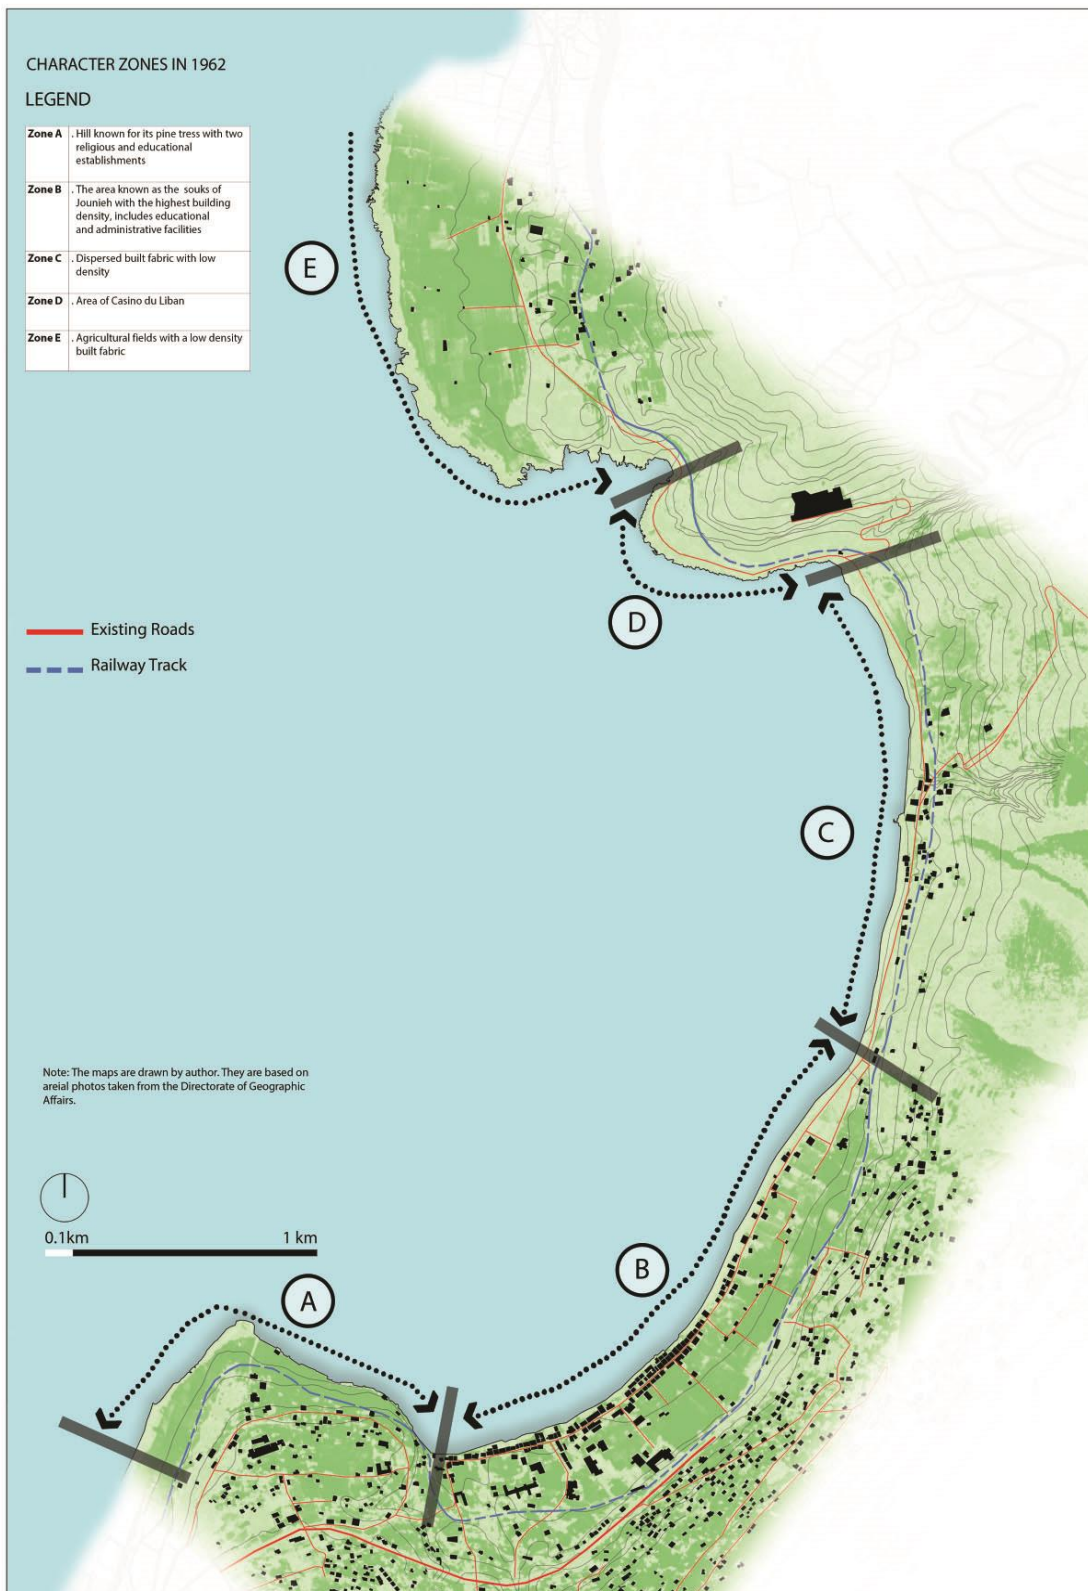 CHARACTER ZONES IN 1962
LEGEND
Zone A . Hill known for its pine tress with two
religious and educational
establishments
Zone B . The area known as the souks of
Jounieh with the highest building
density, includes educational
and administrative facilities
Zone C . Dispersed built fabric with low
density
Zone D . Area of Casino du Liban
Zone E . Agricultural fields with a low density
built fabric
E
D
Existing Roads
Railway Track
C
Note: The maps are drawn by author. They are based on
areial photos taken from the Directorate of Geographic
Affairs.
0.1km 1 km
B
A